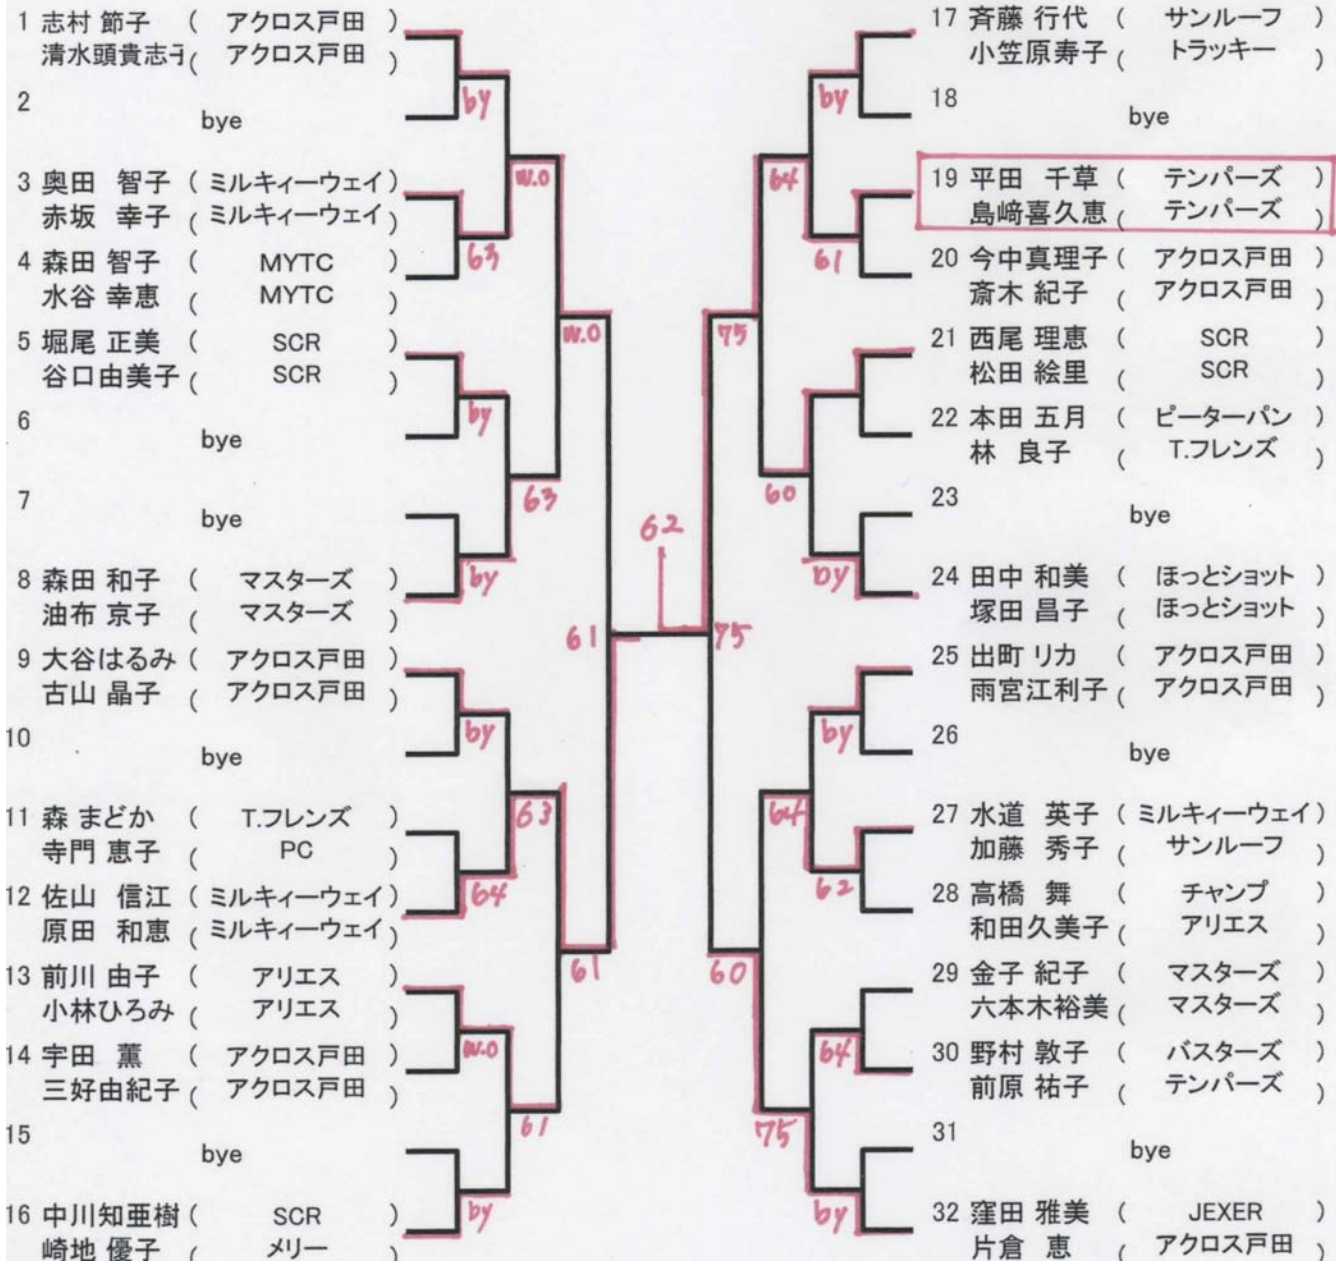 1 志村 節子 ( アクロス戸田 )
清水頭貴志子 ( アクロス戸田 )
2 bye
3 奥田 智子 ( ミルキィーウェイ )
赤坂 幸子 ( ミルキィーウェイ )
4 森田 智子 ( MYTC )
水谷 幸恵 ( MYTC )
5 堀尾 正美 ( SCR )
谷口由美子 ( SCR )
6 bye
7 bye
8 森田 和子 ( マスターズ )
油布 京子 ( マスターズ )
9 大谷はるみ ( アクロス戸田 )
古山 晶子 ( アクロス戸田 )
10 bye
11 森 まどか ( T.フレンズ )
寺門 恵子 ( PC )
12 佐山 信江 ( ミルキィーウェイ )
原田 和恵 ( ミルキィーウェイ )
13 前川 由子 ( アリエス )
小林ひろみ ( アリエス )
14 宇田 薫 ( アクロス戸田 )
三好由紀子 ( アクロス戸田 )
15 bye
16 中川知亜樹 ( SCR )
崎地 優子 ( メリー
by
63
by
by
by
64
w.o
by
w.o
63
63
61
w.o
61
61
62
75
75
60
64
60
64
75
by
61
by
by
62
64
by
17 斉藤 行代 ( サンルーフ )
小笠原寿子 ( トラッキー )
18 bye
19 平田 千草 ( テンパーズ )
島﨑喜久恵 ( テンパーズ )
20 今中真理子 ( アクロス戸田 )
斎木 紀子 ( アクロス戸田 )
21 西尾 理恵 ( SCR )
松田 絵里 ( SCR )
22 本田 五月 ( ピーターパン )
林 良子 ( T.フレンズ )
23 bye
24 田中 和美 ( ほっとショット )
塚田 昌子 ( ほっとショット )
25 出町 リカ ( アクロス戸田 )
雨宮江利子 ( アクロス戸田 )
26 bye
27 水道 英子 ( ミルキィーウェイ )
加藤 秀子 ( サンルーフ )
28 高橋 舞 ( チャンプ )
和田久美子 ( アリエス )
29 金子 紀子 ( マスターズ )
六本木裕美 ( マスターズ )
30 野村 敦子 ( バスターズ )
前原 祐子 ( テンパーズ )
31 bye
32 窪田 雅美 ( JEXER )
片倉 恵 ( アクロス戸田 )